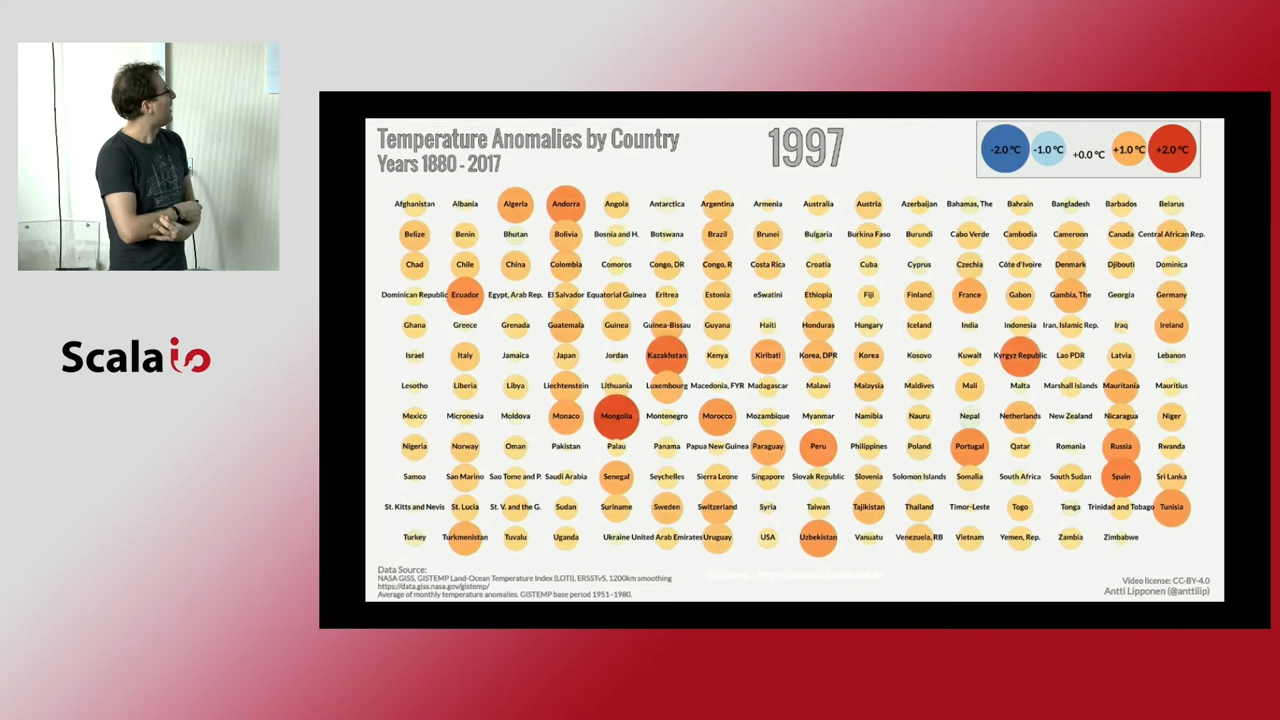 Temperature Anomalies by Country
Years 1880 - 2017
1997
-2.0 °C -1.0 °C +0.0 °C +1.0 °C +2.0 °C
Afghanistan Albania Algeria Andorra Angola Antarctica Argentina Armenia Australia Austria Azerbaijan Bahamas, The Bahrain Bangladesh Barbados Belarus
Belize Benin Bhutan Bolivia Bosnia and H. Botswana Brazil Brunei Bulgaria Burkina Faso Burundi Cabo Verde Cambodia Cameroon Canada Central African Rep.
Chad Chile China Colombia Comoros Congo, DR Congo, R Costa Rica Croatia Cuba Cyprus Czechia Côte d'Ivoire Denmark Djibouti Dominica
Dominican Republic Ecuador Egypt, Arab Rep. El Salvador Equatorial Guinea Eritrea Estonia eSwatini Ethiopia Fiji Finland France Gabon Gambia, The Georgia Germany
Ghana Greece Grenada Guatemala Guinea Guinea-Bissau Guyana Haiti Honduras Hungary Iceland India Indonesia Iran, Islamic Rep. Iraq Ireland
Israel Italy Jamaica Japan Jordan Kazakhstan Kenya Kiribati Korea, DPR Korea Kosovo Kuwait Kyrgyz Republic Lao PDR Latvia Lebanon
Lesotho Liberia Libya Liechtenstein Lithuania Luxembourg Macedonia, FYR Madagascar Malawi Malaysia Maldives Mali Malta Marshall Islands Mauritania Mauritius
Mexico Micronesia Moldova Monaco Mongolia Montenegro Morocco Mozambique Myanmar Namibia Nauru Nepal Netherlands New Zealand Nicaragua Niger
Nigeria Norway Oman Pakistan Palau Panama Papua New Guinea Paraguay Peru Philippines Poland Portugal Qatar Romania Russia Rwanda
Samoa San Marino Sao Tome and P. Saudi Arabia Senegal Seychelles Sierra Leone Singapore Slovak Republic Slovenia Solomon Islands Somalia South Africa South Sudan Spain Sri Lanka
St. Kitts and Nevis St. Lucia St. V. and the G. Sudan Suriname Sweden Switzerland Syria Taiwan Tajikistan Thailand Timor-Leste Togo Tonga Trinidad and Tobago Tunisia
Turkey Turkmenistan Tuvalu Uganda Ukraine United Arab Emirates Uruguay USA Uzbekistan Vanuatu Venezuela, RB Vietnam Yemen, Rep. Zambia Zimbabwe
Data Source:
NASA GISS, GISTEMP Land-Ocean Temperature Index (LOTI), ERSSTv5, 1200km smoothing
https://data.giss.nasa.gov/gistemp/
Average of monthly temperature anomalies. GISTEMP base period 1951-1980.
Video license: CC-BY-4.0
Antti Lipponen (@anttilip)
Scala io